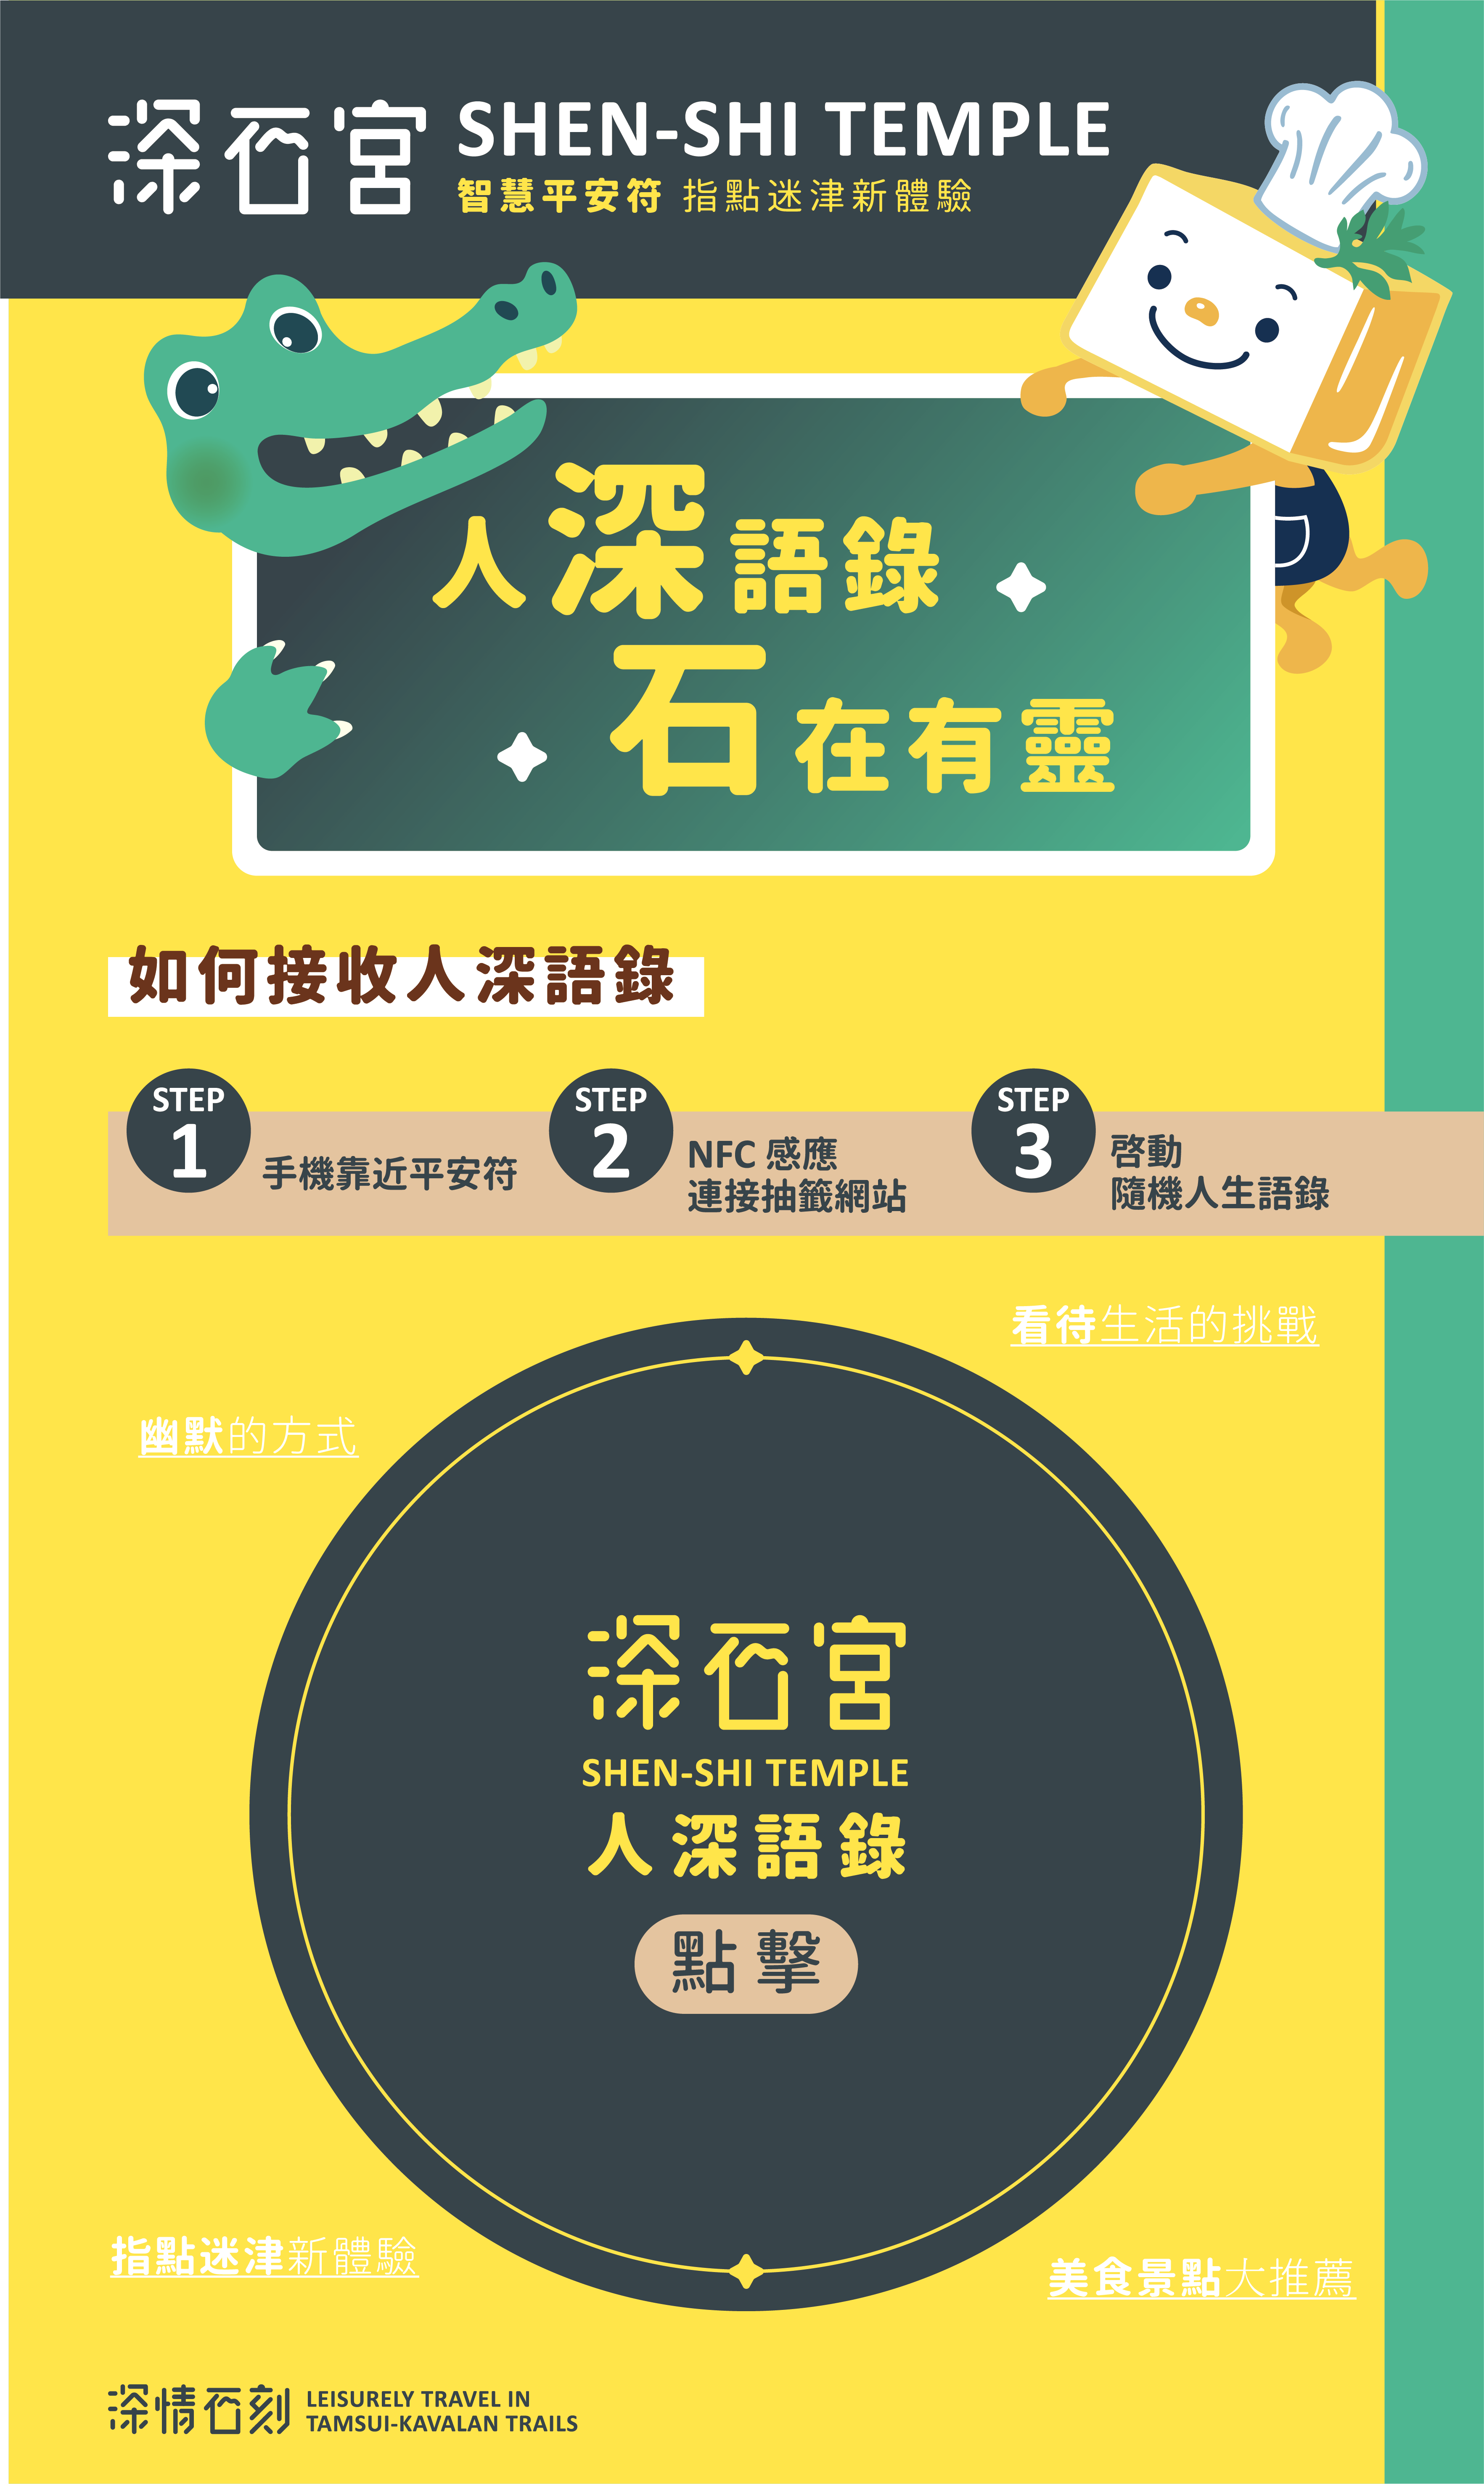 深石宮 SHEN-SHI TEMPLE
智慧平安符 指點迷津新體驗
人深語錄
石在有靈
如何接收人深語錄
STEP 1 手機靠近平安符
STEP 2 NFC 感應
連接抽籤網站
STEP 3 啓動
隨機人生語錄
看待生活的挑戰
幽默的方式
深石宮
SHEN-SHI TEMPLE
人深語錄
點擊
指點迷津新體驗
美食景點大推薦
深情石刻 LEISURELY TRAVEL IN
TAMSUI-KAVALAN TRAILS